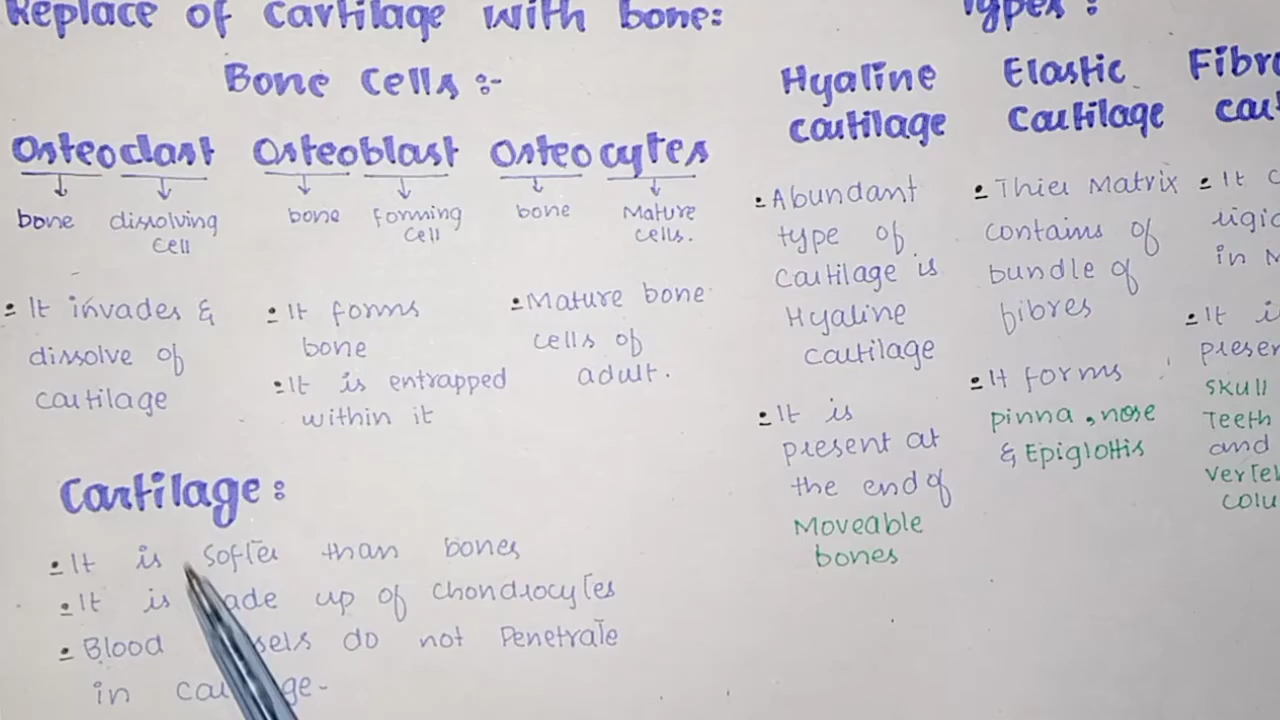 Replace of Cartilage with bone:
Bone Cells :-
Osteoclast
bone dissolving
cell
It invades &
dissolve of
cartilage
Osteoblast
bone forming
cell
It forms
bone
It is entrapped
within it
Osteocytes
bone Mature
cells.
Mature bone
cells of
adult.
Cartilage:
It is Softer than bones
It is up of chondrocytes
Blood do not Penetrate
in
Types :
Hyaline
cartilage
Abundant
type of
cartilage is
Hyaline
cartilage
It is
present at
the end of
Moveable
bones
Elastic
Cartilage
Thier Matrix
contains of
bundle of
fibres
It forms
pinna, nose
& Epiglottis
It
in
It
Skull
Teeth
and